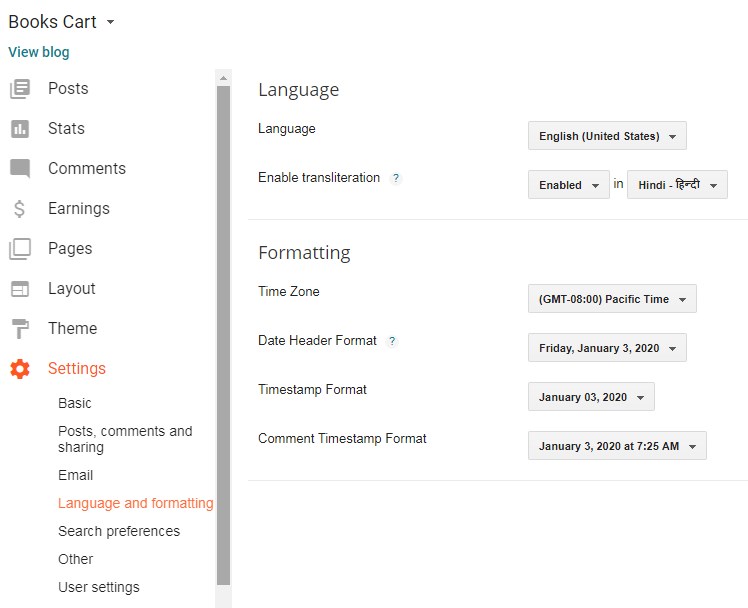 Books Cart
View blog
Posts
Stats
Comments
Earnings
Pages
Layout
Theme
Settings
Basic
Posts, comments and
sharing
Email
Language and formatting
Search preferences
Other
User settings
Language
Language English (United States)
Enable transliteration ? Enabled in Hindi - हिन्दी
Formatting
Time Zone (GMT-08:00) Pacific Time
Date Header Format ? Friday, January 3, 2020
Timestamp Format January 03, 2020
Comment Timestamp Format January 3, 2020 at 7:25 AM